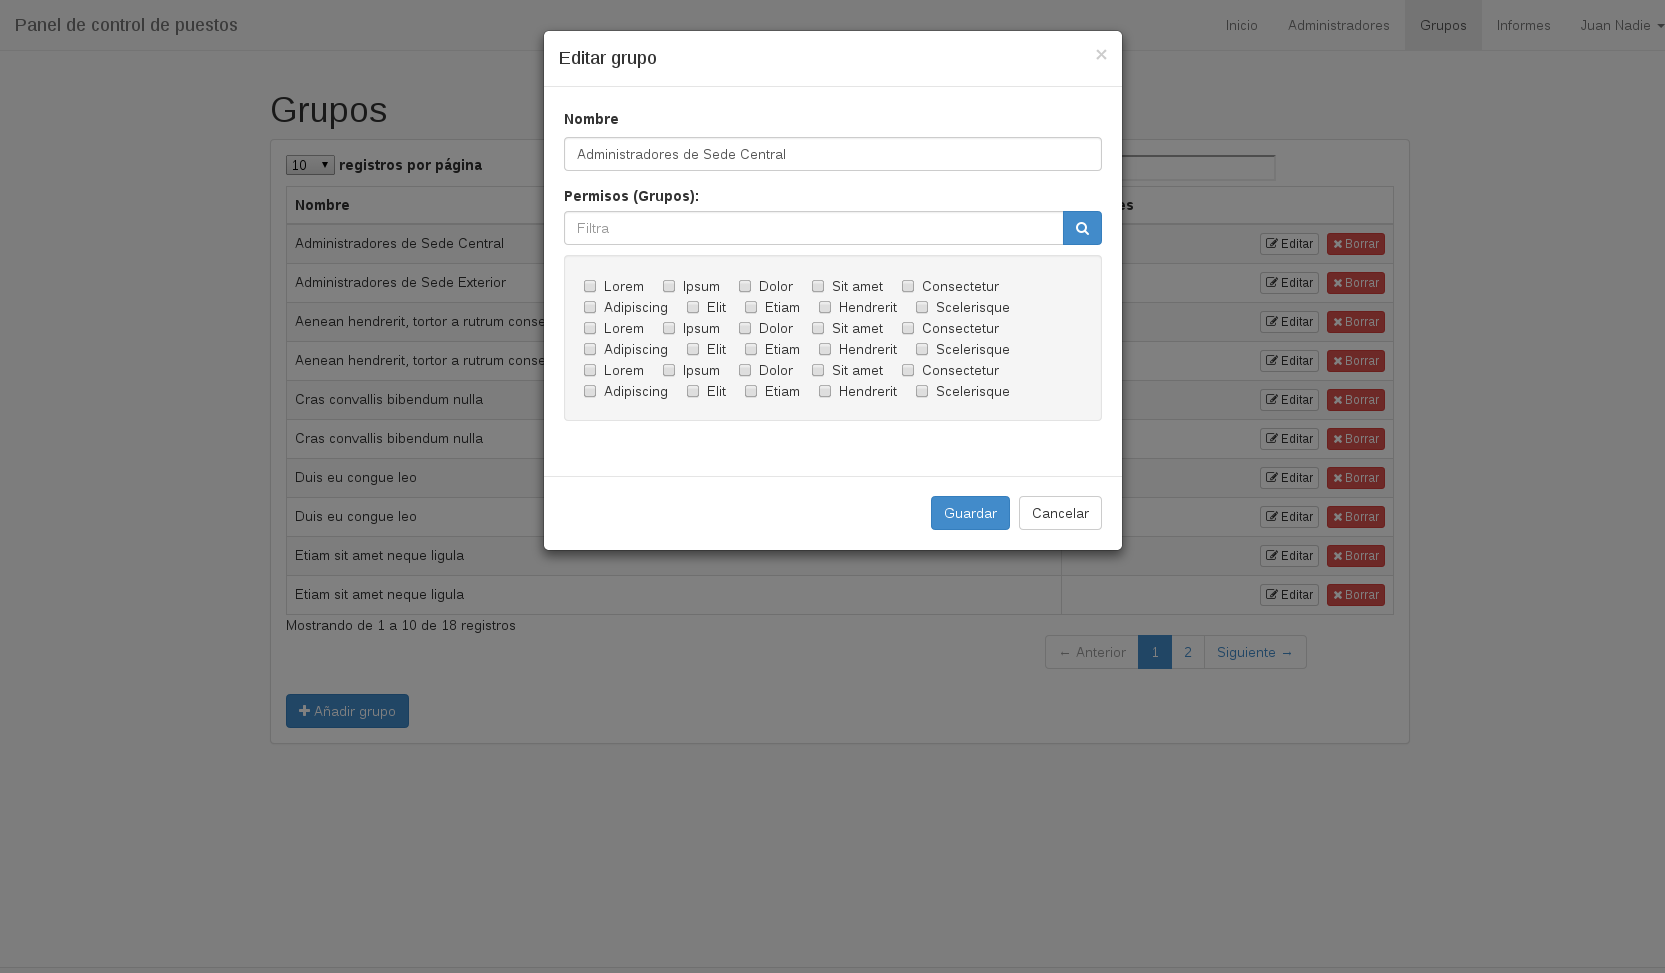 Panel de control de puestos
Inicio Administradores Grupos Informes Juan Nadie
Editar grupo ×
Grupos
Nombre
Administradores de Sede Central
Permisos (Grupos):
Filtra
Lorem Ipsum Dolor Sit amet Consectetur
Adipiscing Elit Etiam Hendrerit Scelerisque
Lorem Ipsum Dolor Sit amet Consectetur
Adipiscing Elit Etiam Hendrerit Scelerisque
Lorem Ipsum Dolor Sit amet Consectetur
Adipiscing Elit Etiam Hendrerit Scelerisque
Guardar Cancelar
10 registros por página
Nombre
Administradores de Sede Central Editar Borrar
Administradores de Sede Exterior Editar Borrar
Aenean hendrerit, tortor a rutrum Editar Borrar
Aenean hendrerit, tortor a rutrum Editar Borrar
Cras convallis bibendum nulla Editar Borrar
Cras convallis bibendum nulla Editar Borrar
Duis eu congue leo Editar Borrar
Duis eu congue leo Editar Borrar
Etiam sit amet neque ligula Editar Borrar
Etiam sit amet neque ligula Editar Borrar
Mostrando de 1 a 10 de 18 registros
← Anterior 1 2 Siguiente →
Añadir grupo